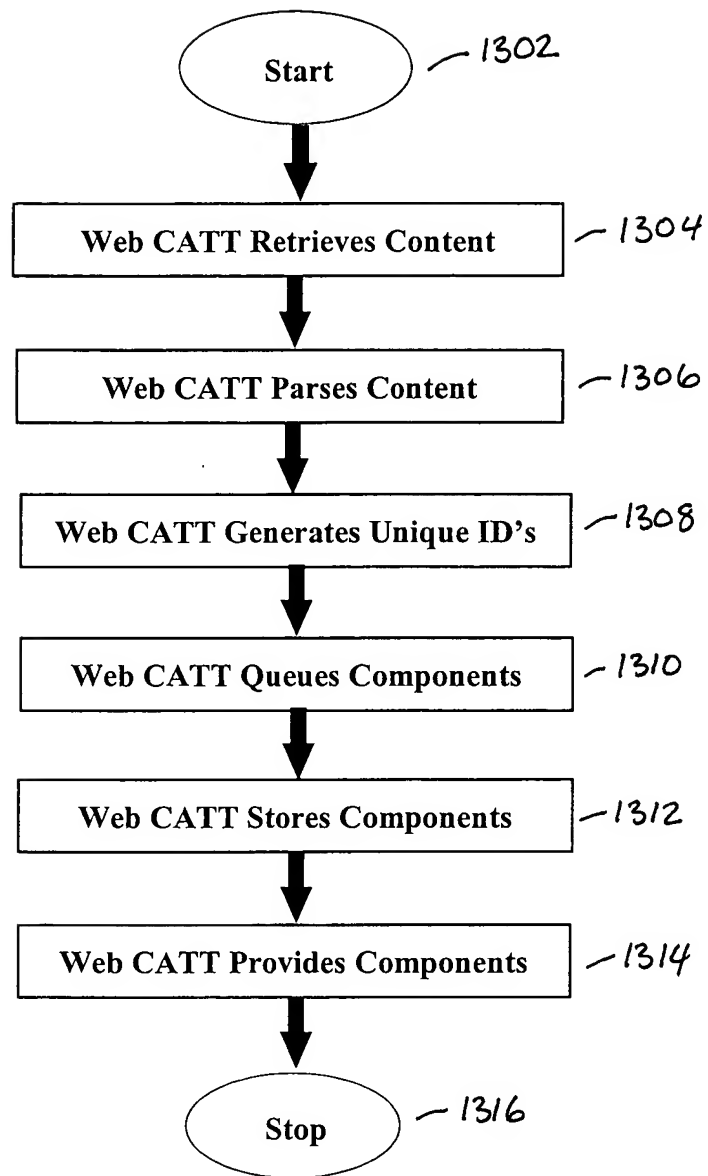 Start 1302
Web CATT Retrieves Content 1304
Web CATT Parses Content 1306
Web CATT Generates Unique ID's 1308
Web CATT Queues Components 1310
Web CATT Stores Components 1312
Web CATT Provides Components 1314
Stop 1316